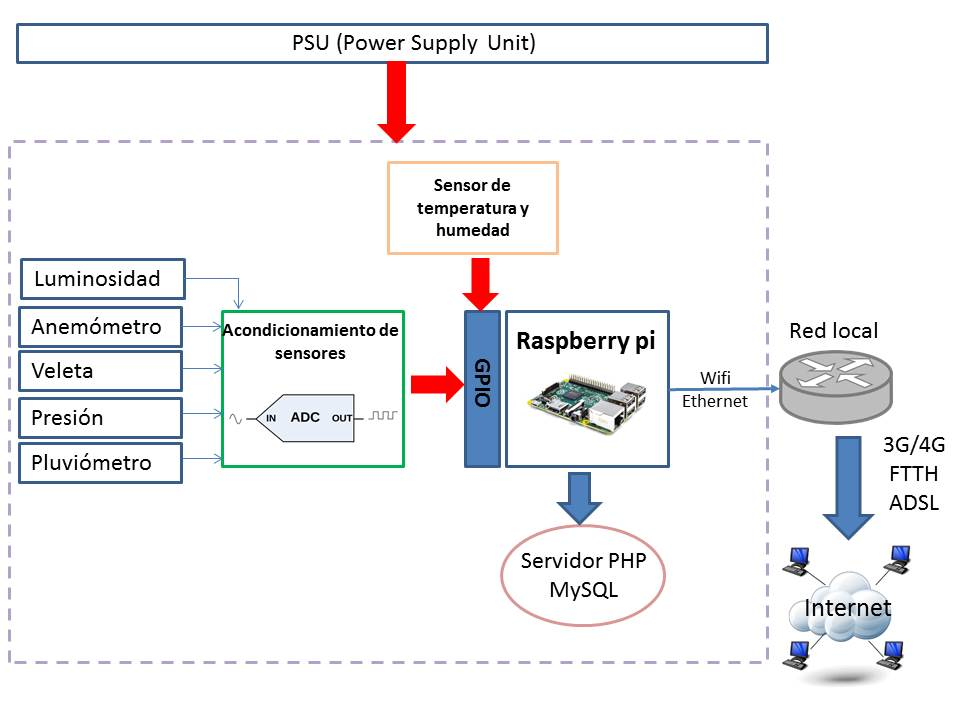 PSU (Power Supply Unit)
Sensor de
temperatura y
humedad
Luminosidad
Anemómetro
Veleta
Presión
Pluviómetro
Acondicionamiento de
sensores
IN ADC OUT
GPIO
Raspberry pi
Wifi
Ethernet
Red local
3G/4G
FTTH
ADSL
Servidor PHP
MySQL
Internet